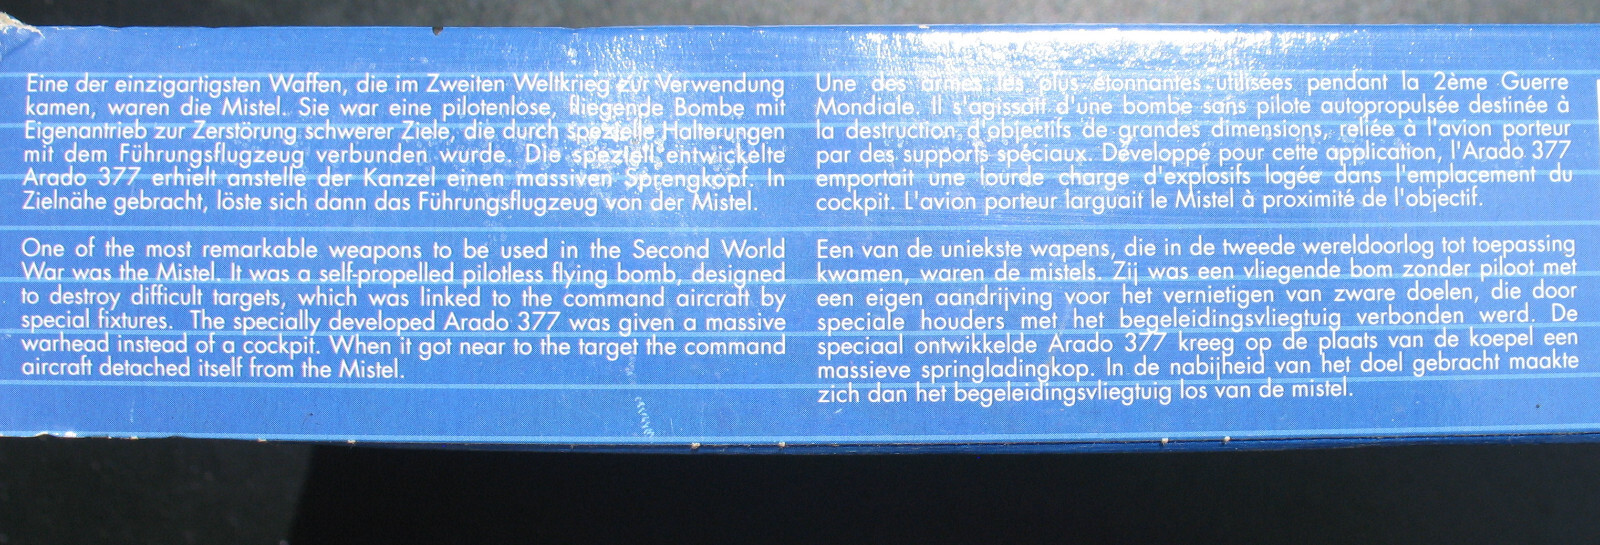 Eine der einzigartigsten Waffen, die im Zweiten Weltkrieg zur Verwendung
kamen, waren die Mistel. Sie war eine pilotenlose, fliegende Bombe mit
Eigenantrieb zur Zerstörung schwerer Ziele, die durch spezielle Halterungen
mit dem Führungsflugzeug verbunden wurde. Die speziell entwickelte
Arado 377 erhielt anstelle der Kanzel einen massiven Sprengkopf. In
Zielnähe gebracht, löste sich dann das Führungsflugzeug von der Mistel.
One of the most remarkable weapons to be used in the Second World
War was the Mistel. It was a self-propelled pilotless flying bomb, designed
to destroy difficult targets, which was linked to the command aircraft by
special fixtures. The specially developed Arado 377 was given a massive
warhead instead of a cockpit. When it got near to the target the command
aircraft detached itself from the Mistel.
Une des armes les plus étonnantes utilisées pendant la 2ème Guerre
Mondiale. Il s'agissait d'une bombe sans pilote autopropulsée destinée à
la destruction d'objectifs de grandes dimensions, reliée à l'avion porteur
par des supports spéciaux. Développé pour cette application, l'Arado 377
emportait une lourde charge d'explosifs logée dans l'emplacement du
cockpit. L'avion porteur larguait le Mistel à proximité de l'objectif.
Een van de uniekste wapens, die in de tweede wereldoorlog tot toepassing
kwamen, waren de mistels. Zij was een vliegende bom zonder piloot met
een eigen aandrijving voor het vernietigen van zware doelen, die door
speciale houders met het begeleidingsvliegtuig verbonden werd. De
speciaal ontwikkelde Arado 377 kreeg op de plaats van de koepel een
massieve springladingkop. In de nabijheid van het doel gebracht maakte
zich dan het begeleidingsvliegtuig los van de mistel.